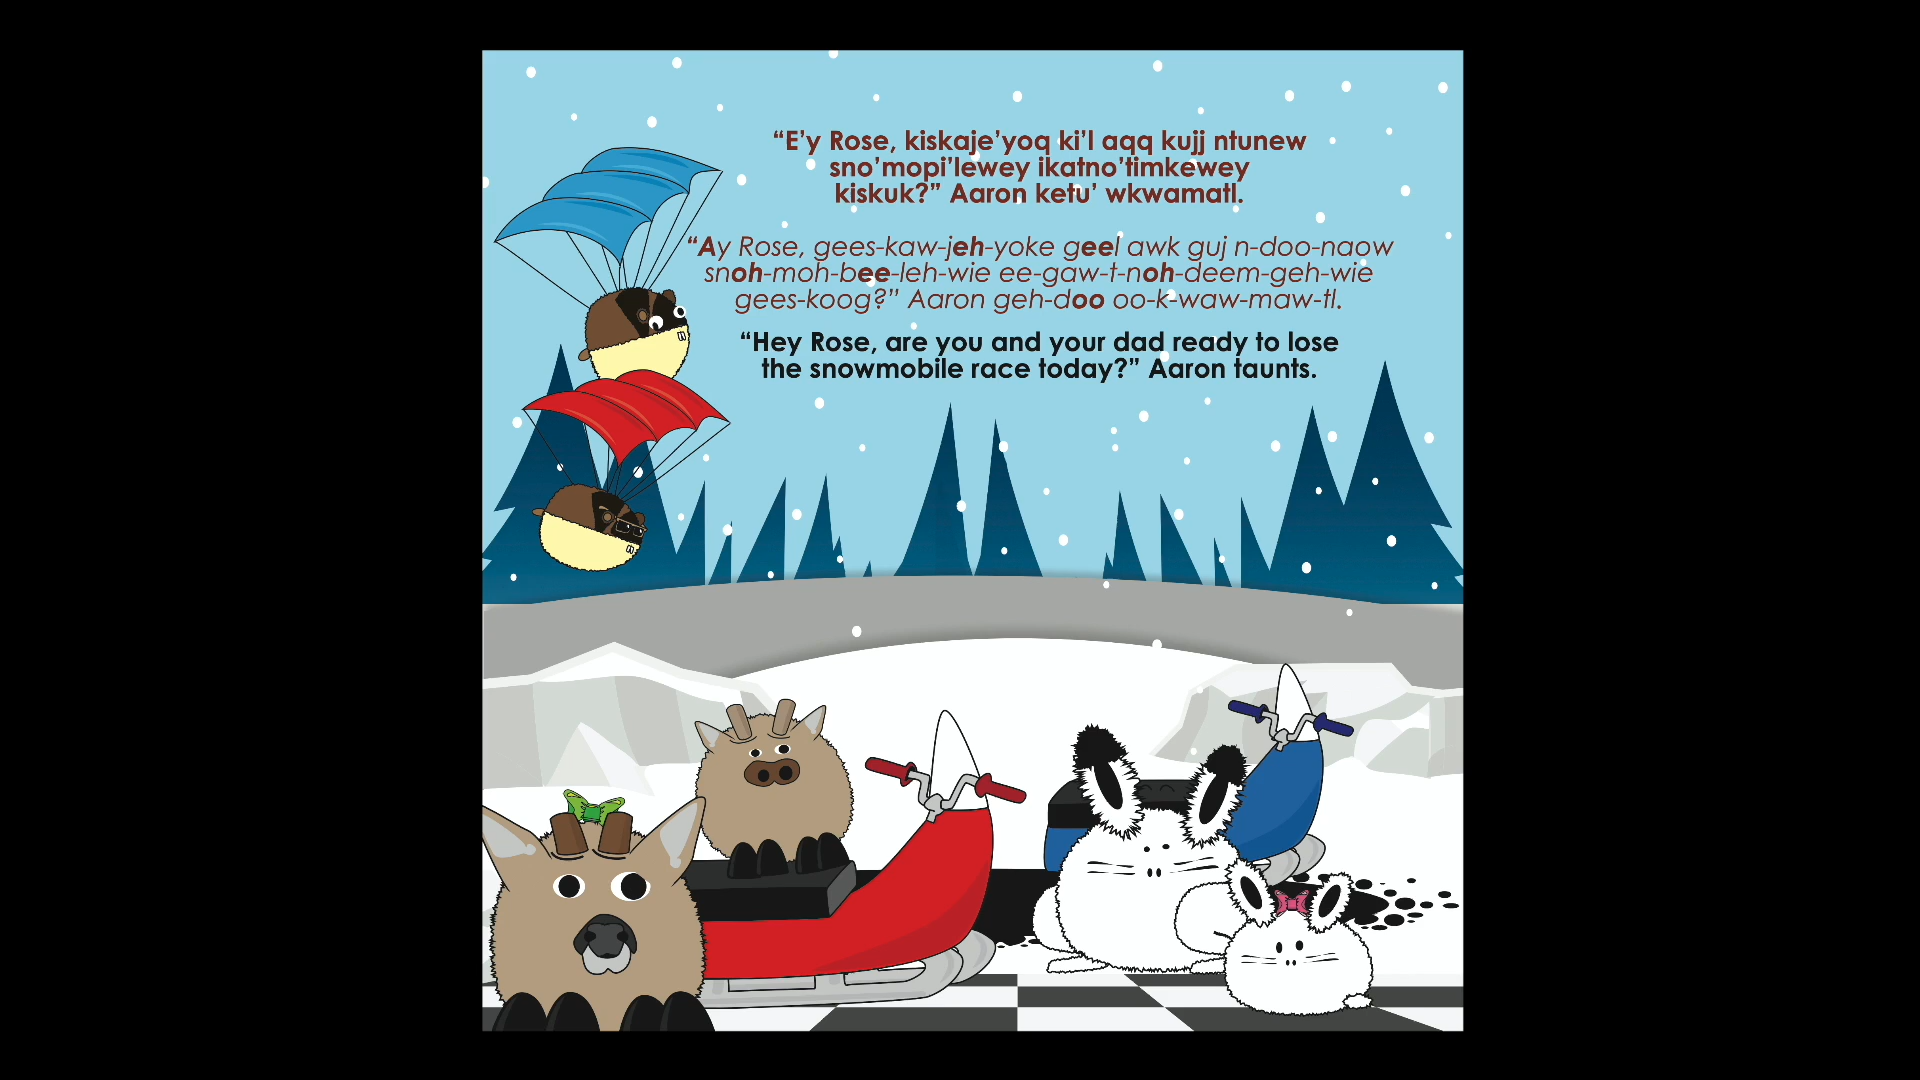 “E’y Rose, kiskaje’yoq ki’l aqq kujj ntunew
sno’mopi’lewey ikatno’timkewey
kiskuk?” Aaron ketu’ wkwamatl.
“Ay Rose, gees-kaw-jeh-yoke geel awk guj n-doo-naow
snoh-moh-bee-leh-wie ee-gaw-t-noh-deem-geh-wie
gees-koog?” Aaron geh-doo oo-k-waw-maw-tl.
“Hey Rose, are you and your dad ready to lose
the snowmobile race today?” Aaron taunts.